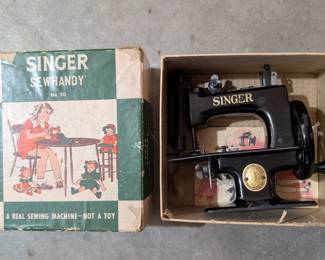 SINGER
SEWHANDY
No. 20
A REAL SEWING MACHINE-NOT A TOY
SINGER